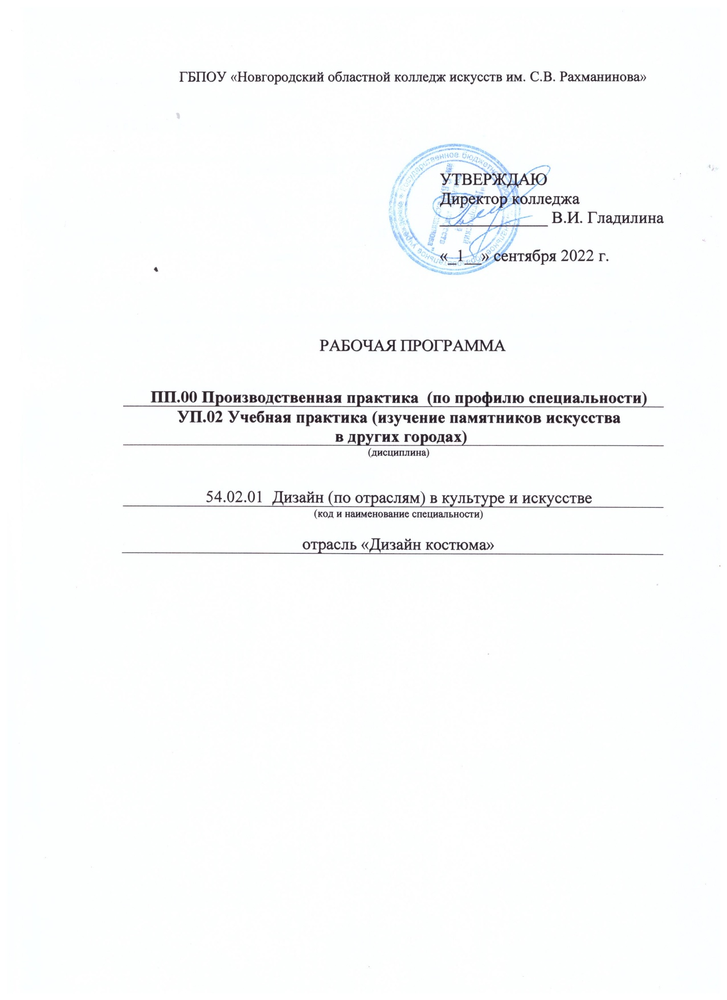 ГБПОУ «Новгородский областной колледж искусств им. С.В. Рахманинова»
УТВЕРЖДАЮ
Директор колледжа
_____________ В.И. Гладилина
«_1__» сентября 2022 г.
РАБОЧАЯ ПРОГРАММА
ПП.00 Производственная практика (по профилю специальности)
УП.02 Учебная практика (изучение памятников искусства
в других городах)
(дисциплина)
54.02.01 Дизайн (по отраслям) в культуре и искусстве
(код и наименование специальности)
отрасль «Дизайн костюма»
Государственное бюджетное